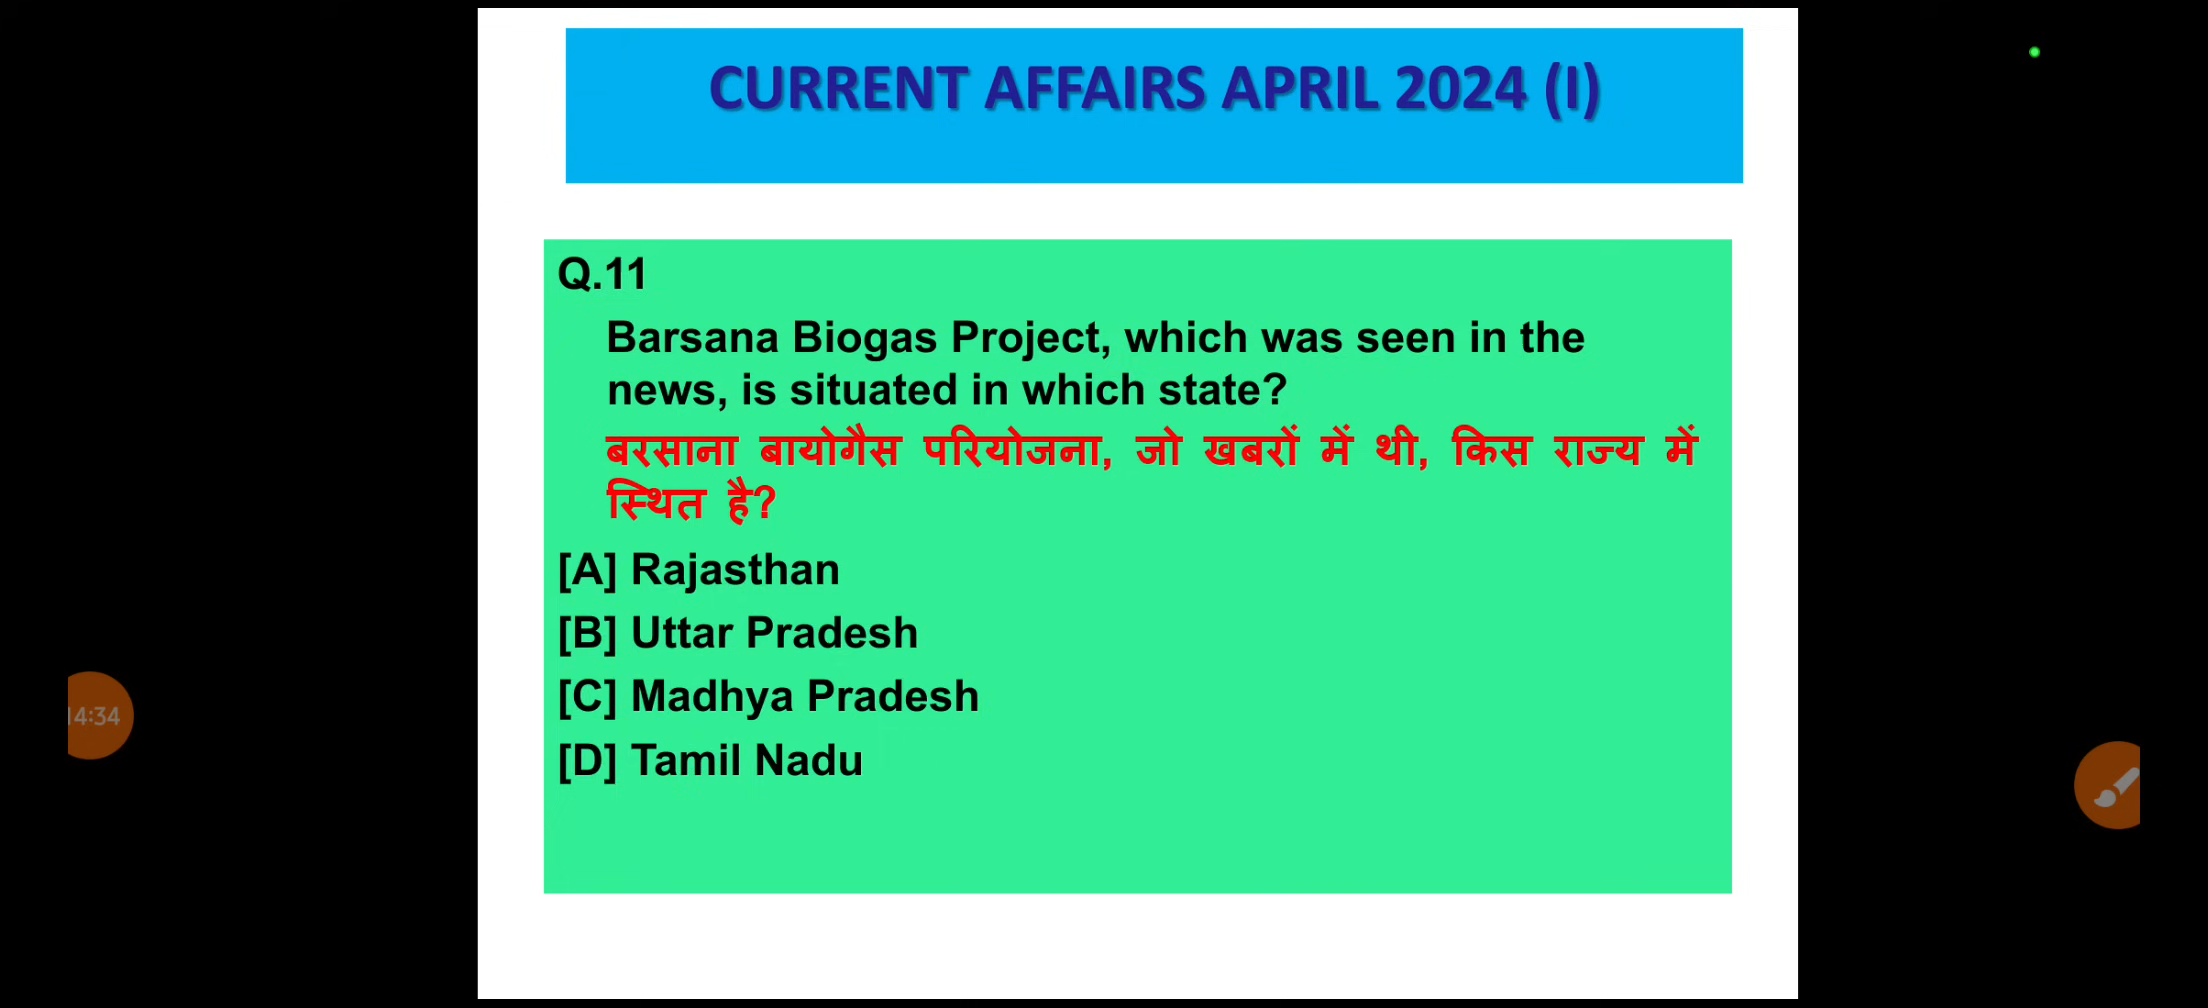 CURRENT AFFAIRS APRIL 2024 (I)
Q.11
Barsana Biogas Project, which was seen in the
news, is situated in which state?
बरसाना बायोगैस परियोजना, जो खबरों में थी, किस राज्य में
स्थित है?
[A] Rajasthan
[B] Uttar Pradesh
[C] Madhya Pradesh
[D] Tamil Nadu
14:34